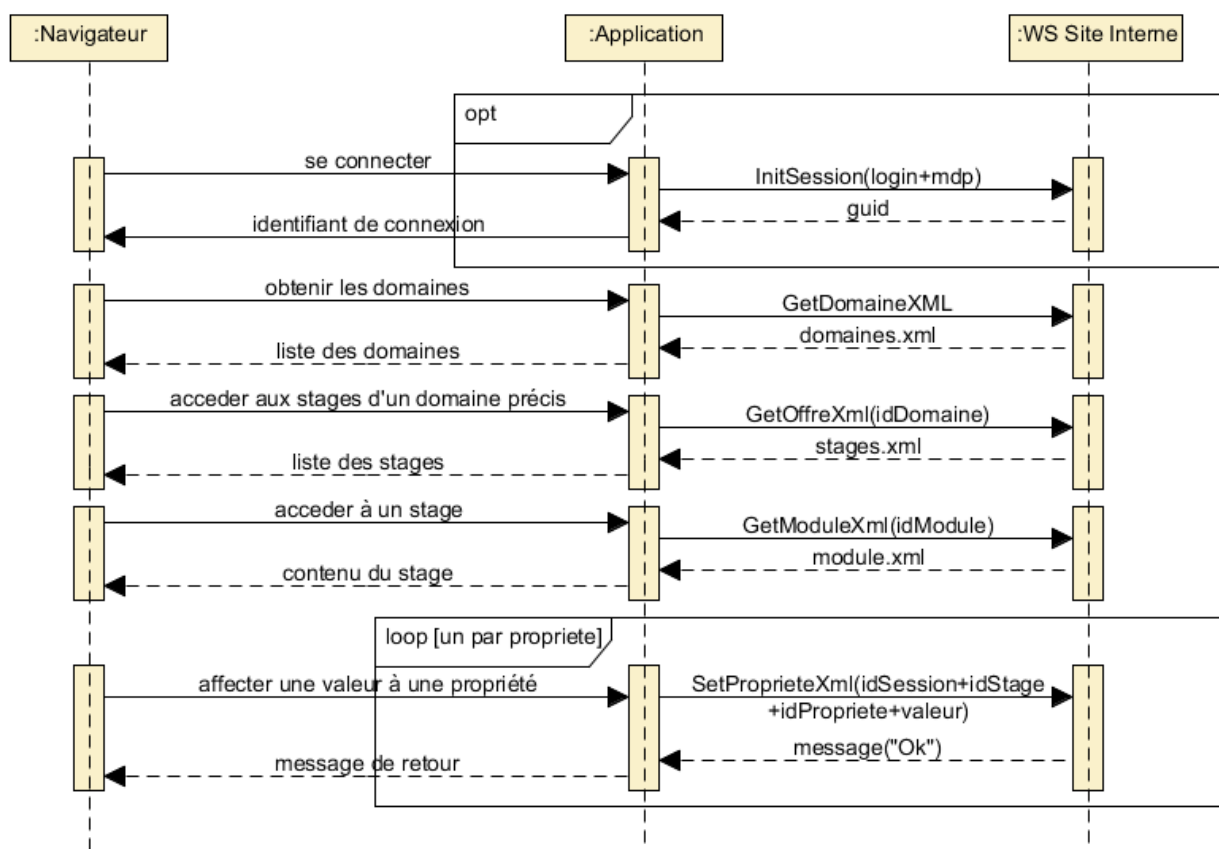 :Navigateur
:Application
:WS Site Interne
opt
se connecter
InitSession(login+mdp)
guid
identifiant de connexion
obtenir les domaines
GetDomaineXML
domaines.xml
liste des domaines
acceder aux stages d'un domaine précis
GetOffreXml(idDomaine)
stages.xml
liste des stages
acceder à un stage
GetModuleXml(idModule)
module.xml
contenu du stage
loop [un par propriete]
affecter une valeur à une propriété
SetProprieteXml(idSession+idStage
+idPropriete+valeur)
message("Ok")
message de retour